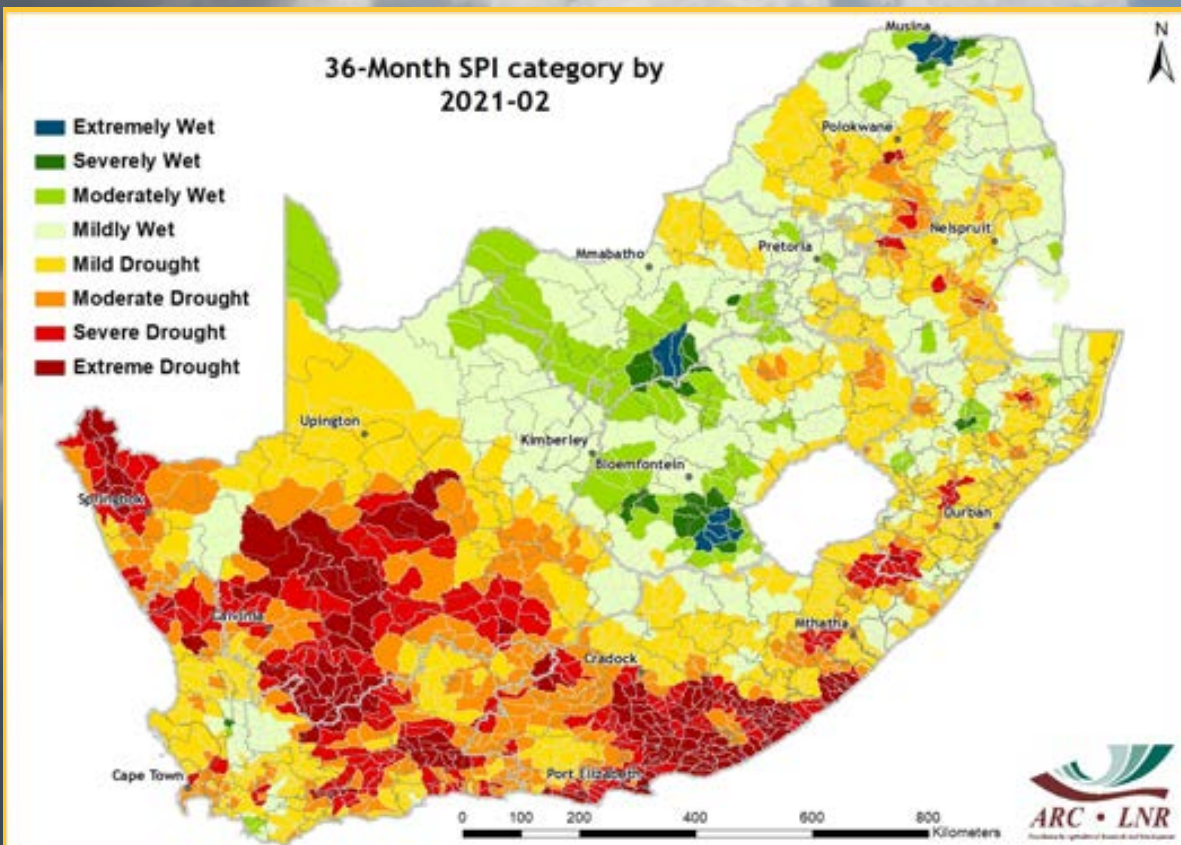 36-Month SPI category by
2021-02
N
Extremely Wet
Severely Wet
Moderately Wet
Mildly Wet
Mild Drought
Moderate Drought
Severe Drought
Extreme Drought
Musina
Polokwane
Nelspruit
Pretoria
Mmabatho
Upington
Kimberley
Bloemfontein
Springbok
Durban
Calvinia
Mthatha
Cradock
Cape Town
Port Elizabeth
0 100 200 400 600 800
Kilometers
ARC • LNR